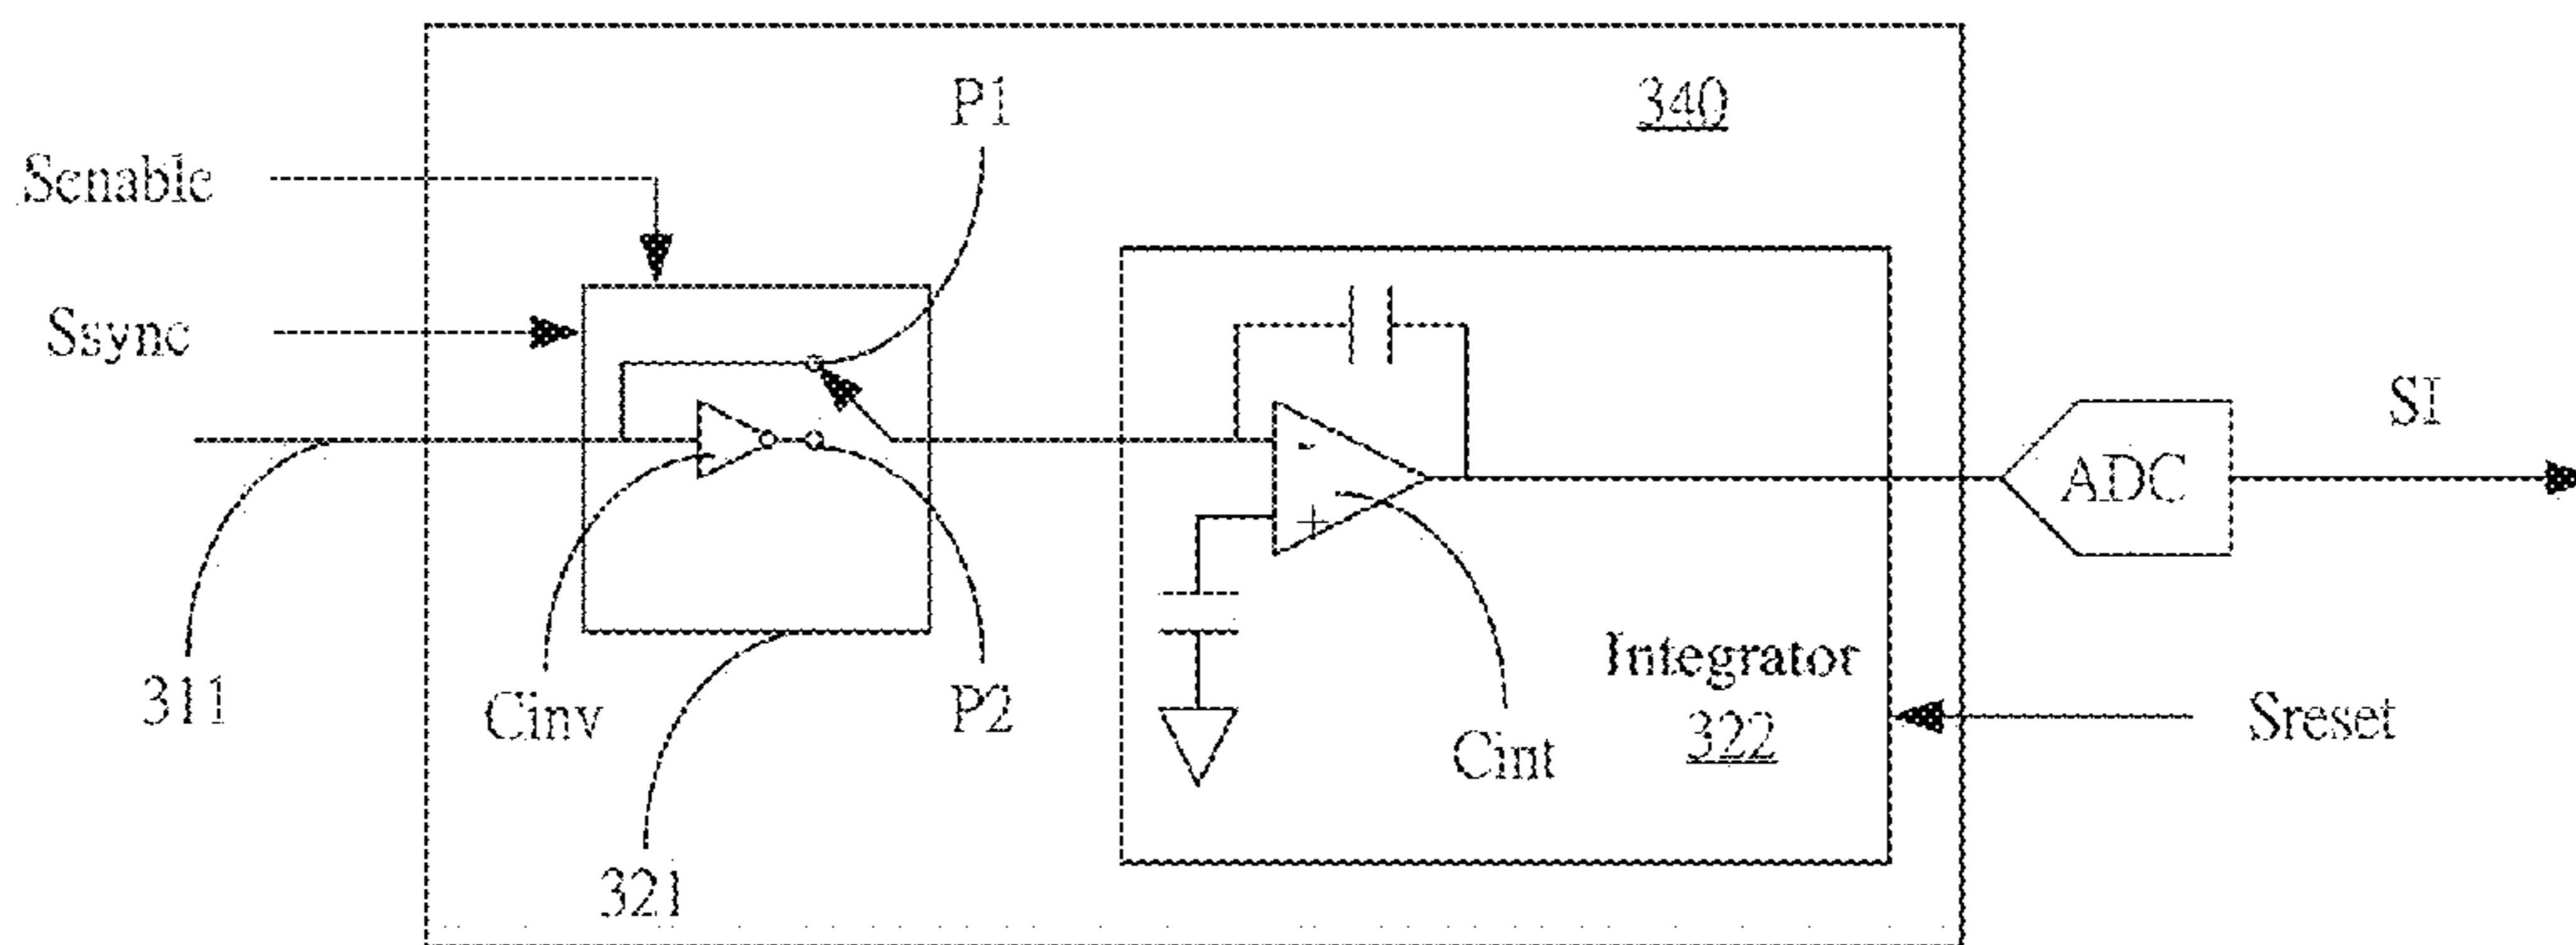 340
P1
Senable
Ssync
SI
ADC
-
+
311
Cinv
P2
Integrator
322
Cint
Sreset
321